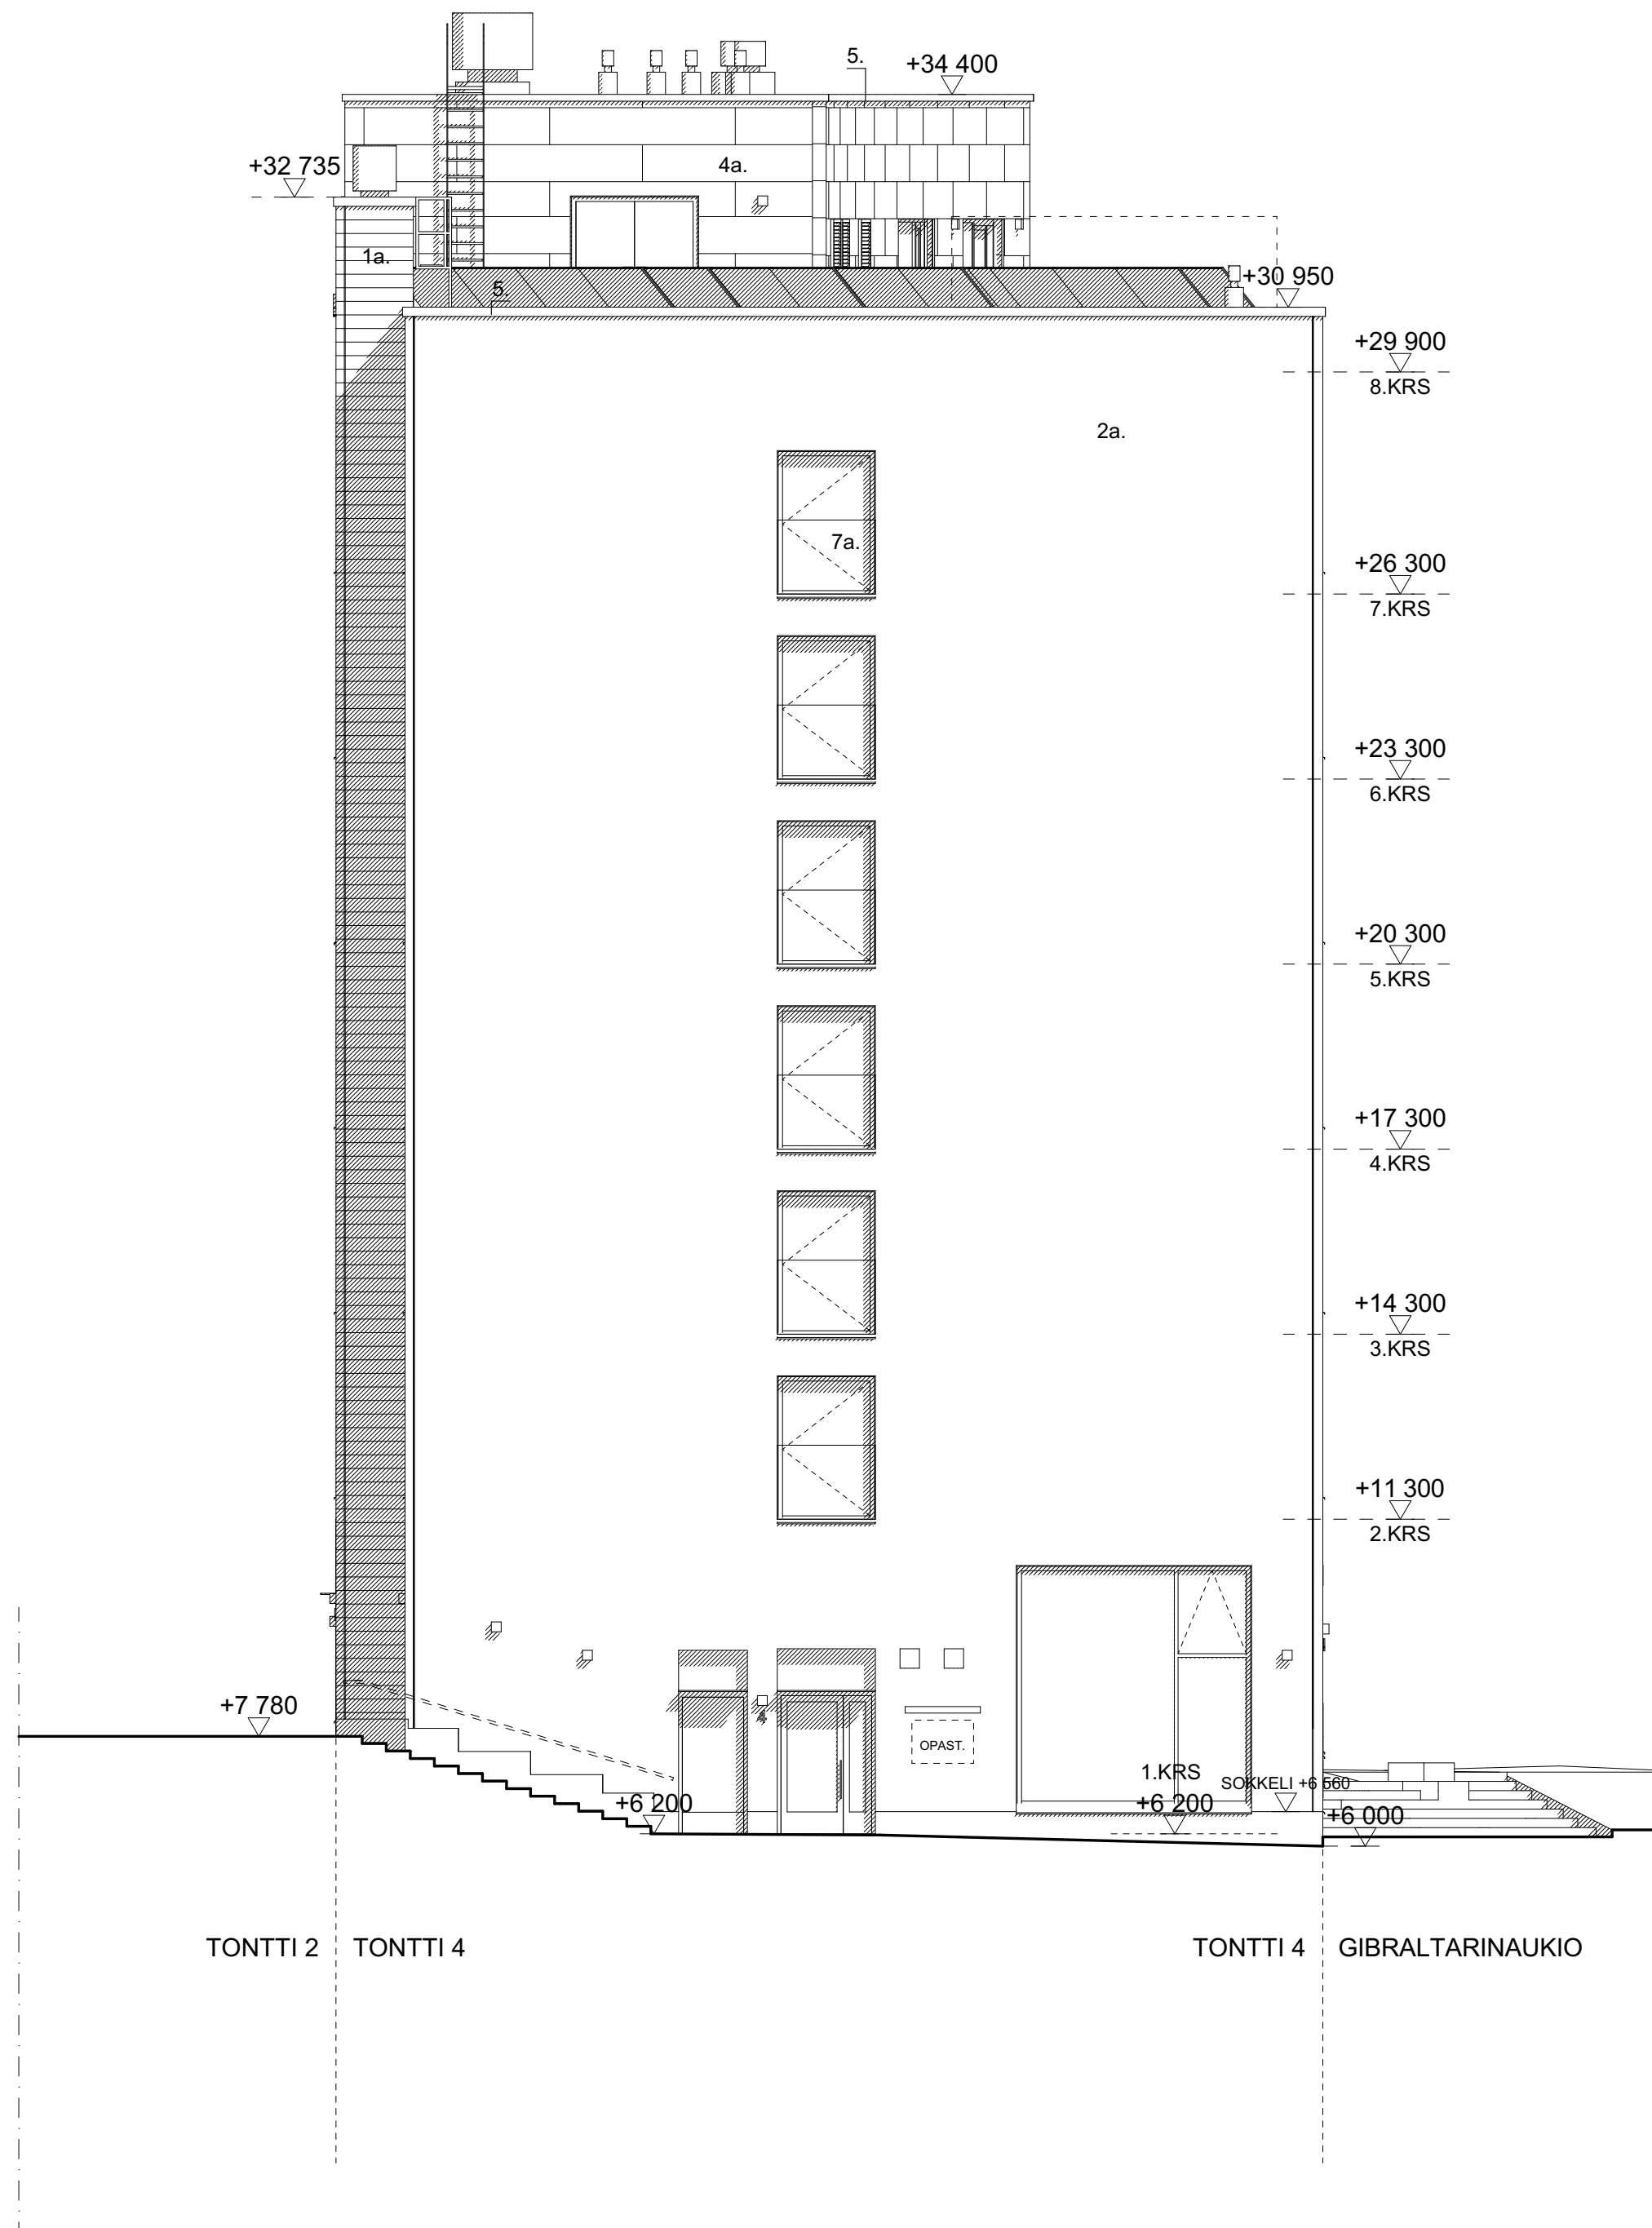 5.
+34 400
+32 735
4a.
1a.
5.
+30 950
+29 900
8.KRS
2a.
7a.
+26 300
7.KRS
+23 300
6.KRS
+20 300
5.KRS
+17 300
4.KRS
+14 300
3.KRS
+11 300
2.KRS
+7 780
4
OPAST.
1.KRS
SOKKELI +6 560
+6 200
+6 200
+6 000
TONTTI 2
TONTTI 4
TONTTI 4
GIBRALTARINAUKIO